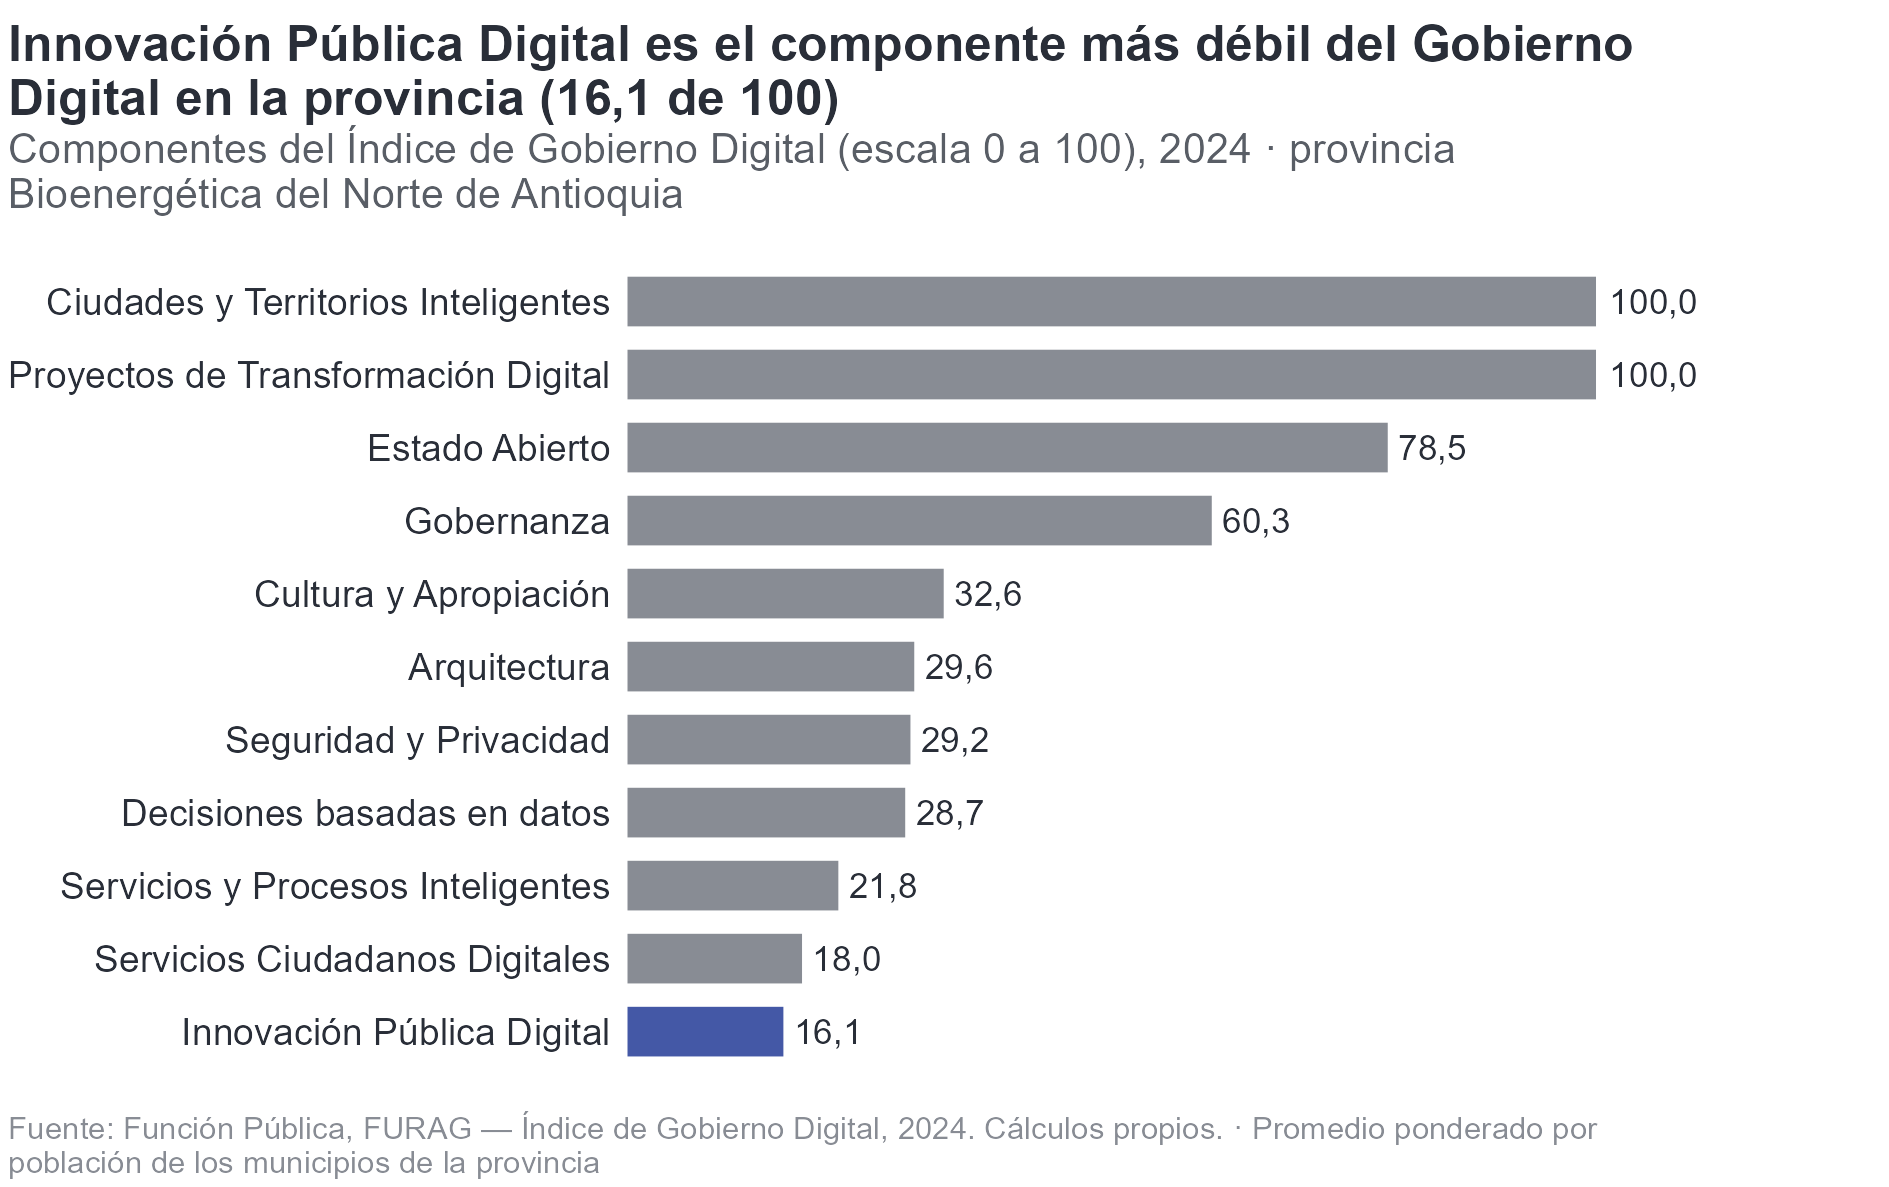 Innovación Pública Digital es el componente más débil del Gobierno
Digital en la provincia (16,1 de 100)
Componentes del Índice de Gobierno Digital (escala 0 a 100), 2024 · provincia
Bioenergética del Norte de Antioquia
Ciudades y Territorios Inteligentes 100,0
Proyectos de Transformación Digital 100,0
Estado Abierto 78,5
Gobernanza 60,3
Cultura y Apropiación 32,6
Arquitectura 29,6
Seguridad y Privacidad 29,2
Decisiones basadas en datos 28,7
Servicios y Procesos Inteligentes 21,8
Servicios Ciudadanos Digitales 18,0
Innovación Pública Digital 16,1
Fuente: Función Pública, FURAG — Índice de Gobierno Digital, 2024. Cálculos propios. · Promedio ponderado por
población de los municipios de la provincia